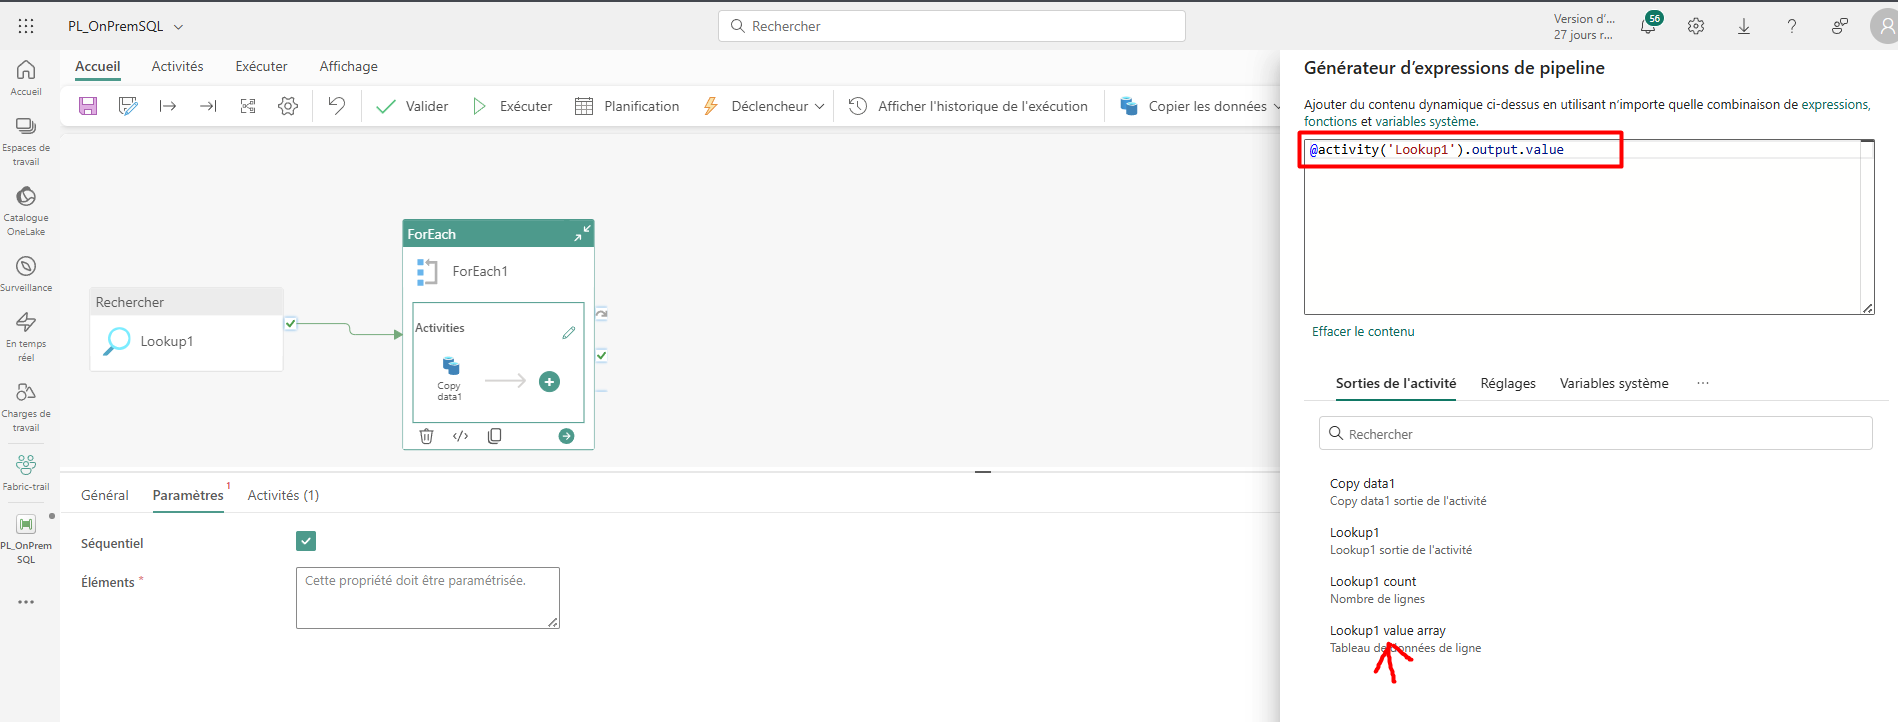 PL_OnPremSQL
Rechercher
Version d'...
27 jours r...
56
Accueil
Espaces de
travail
Catalogue
OneLake
Surveillance
En temps
réel
Charges de
travail
Fabric-trail
PL_OnPrem
SQL
Accueil
Activités
Exécuter
Affichage
Valider
Exécuter
Planification
Déclencheur
Afficher l'historique de l'exécution
Copier les données
ForEach
ForEach1
Rechercher
Lookup1
Activities
Copy
data1
Général
Paramètres 1
Activités (1)
Séquentiel
Éléments *
Cette propriété doit être paramétrisée.
Générateur d’expressions de pipeline
Ajouter du contenu dynamique ci-dessus en utilisant n’importe quelle combinaison de expressions,
fonctions et variables système.
@activity('Lookup1').output.value
Effacer le contenu
Sorties de l'activité
Réglages
Variables système
...
Rechercher
Copy data1
Copy data1 sortie de l'activité
Lookup1
Lookup1 sortie de l'activité
Lookup1 count
Nombre de lignes
Lookup1 value array
Tableau de données de ligne